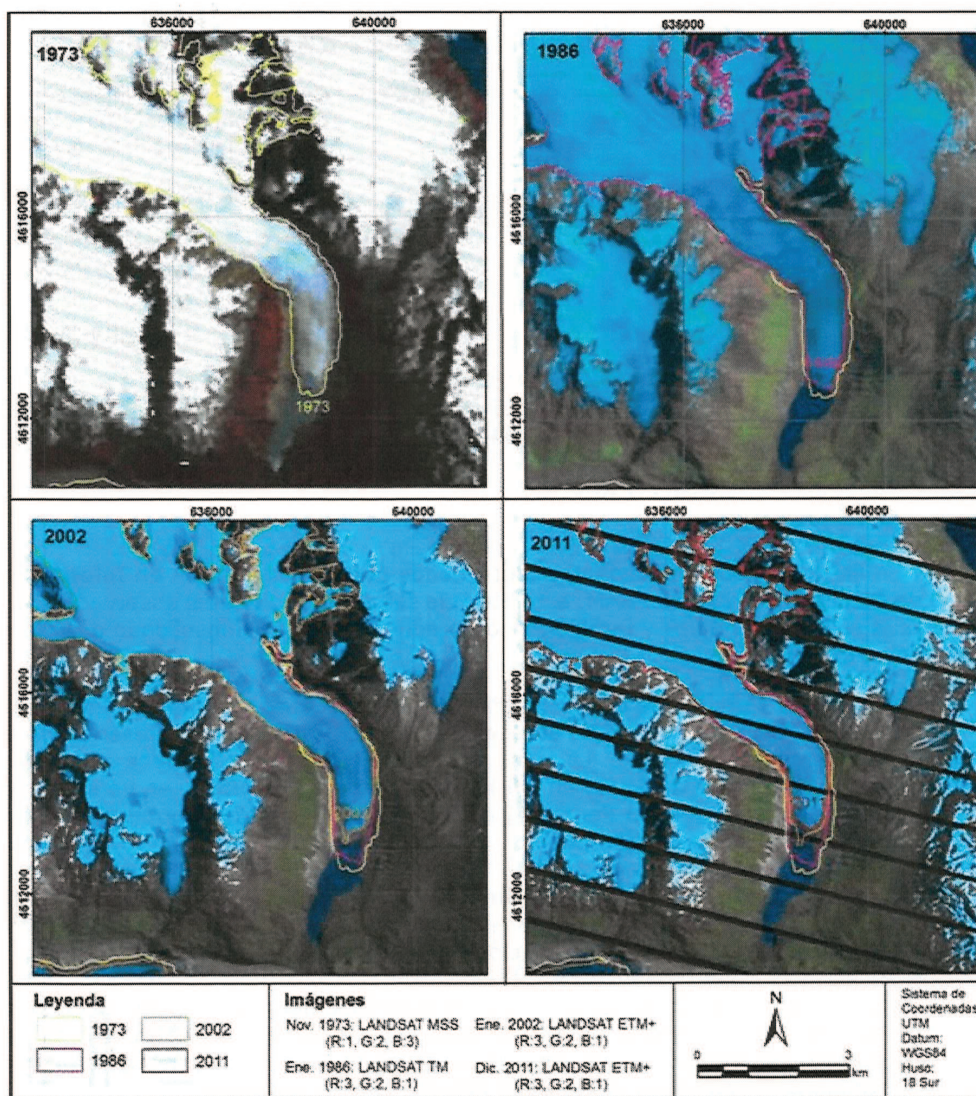 636000 640000
1973
4616000
4612000
1973
636000 640000
1986
4616000
4612000
636000 640000
2002
4616000
4612000
636000 640000
2011
4616000
4612000
Leyenda
1973 2002
1986 2011
Imágenes
Nov. 1973: LANDSAT MSS
(R:1, G:2, B:3)
Ene. 1986: LANDSAT TM
(R:3, G:2, B:1)
Ene. 2002: LANDSAT ETM+
(R:3, G:2, B:1)
Dic. 2011: LANDSAT ETM+
(R:3, G:2, B:1)
N
0 3
km
Sistema de
Coordenadas
UTM
Datum:
WGS84
Huso:
18 Sur